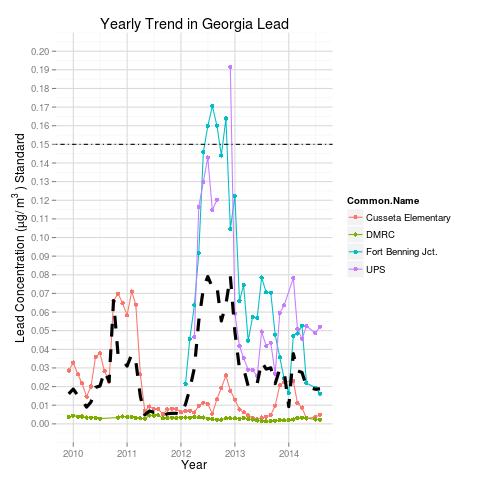 Yearly Trend in Georgia Lead
Lead Concentration (µg/ m³ ) Standard
0.20
0.19
0.18
0.17
0.16
0.15
0.14
0.13
0.12
0.11
0.10
0.09
0.08
0.07
0.06
0.05
0.04
0.03
0.02
0.01
0.00
2010 2011 2012 2013 2014
Year
Common.Name
Cusseta Elementary
DMRC
Fort Benning Jct.
UPS